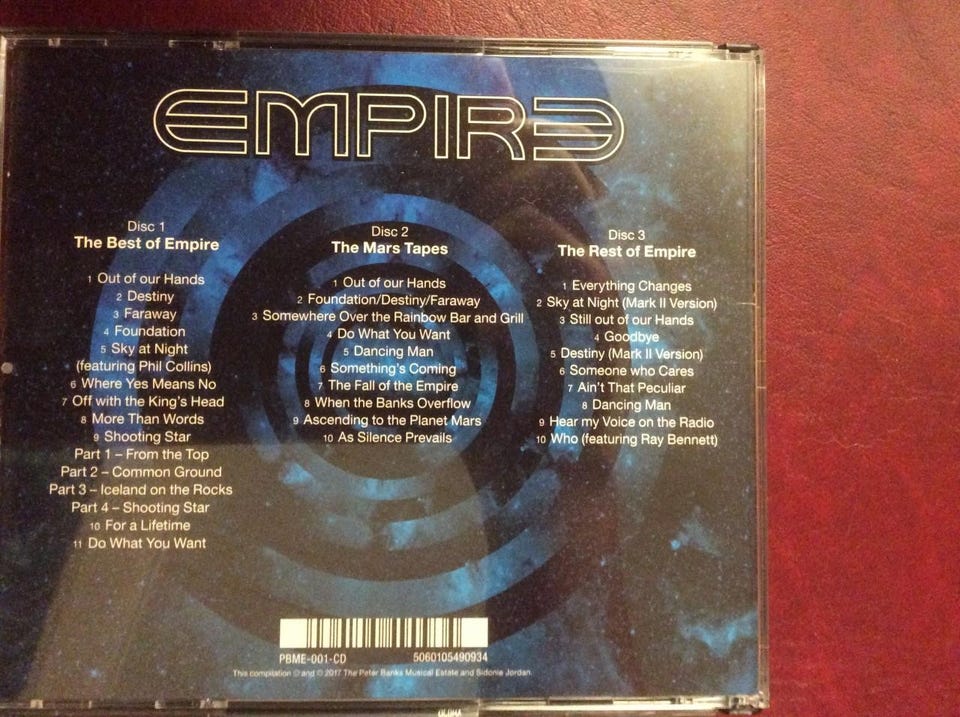 EMPIRE
Disc 1
The Best of Empire
1 Out of our Hands
2 Destiny
3 Faraway
4 Foundation
5 Sky at Night
(featuring Phil Collins)
6 Where Yes Means No
7 Off with the King's Head
8 More Than Words
9 Shooting Star
Part 1 – From the Top
Part 2 – Common Ground
Part 3 – Iceland on the Rocks
Part 4 – Shooting Star
10 For a Lifetime
11 Do What You Want
Disc 2
The Mars Tapes
1 Out of our Hands
2 Foundation/Destiny/Faraway
3 Somewhere Over the Rainbow Bar and Grill
4 Do What You Want
5 Dancing Man
6 Something's Coming
7 The Fall of the Empire
8 When the Banks Overflow
9 Ascending to the Planet Mars
10 As Silence Prevails
Disc 3
The Rest of Empire
1 Everything Changes
2 Sky at Night (Mark II Version)
3 Still out of our Hands
4 Goodbye
5 Destiny (Mark II Version)
6 Someone who Cares
7 Ain't That Peculiar
8 Dancing Man
9 Hear my Voice on the Radio
10 Who (featuring Ray Bennett)
PBME-001-CD 5060105490934
This compilation ℗ and © 2017 The Peter Banks Musical Estate and Sidonie Jordan.